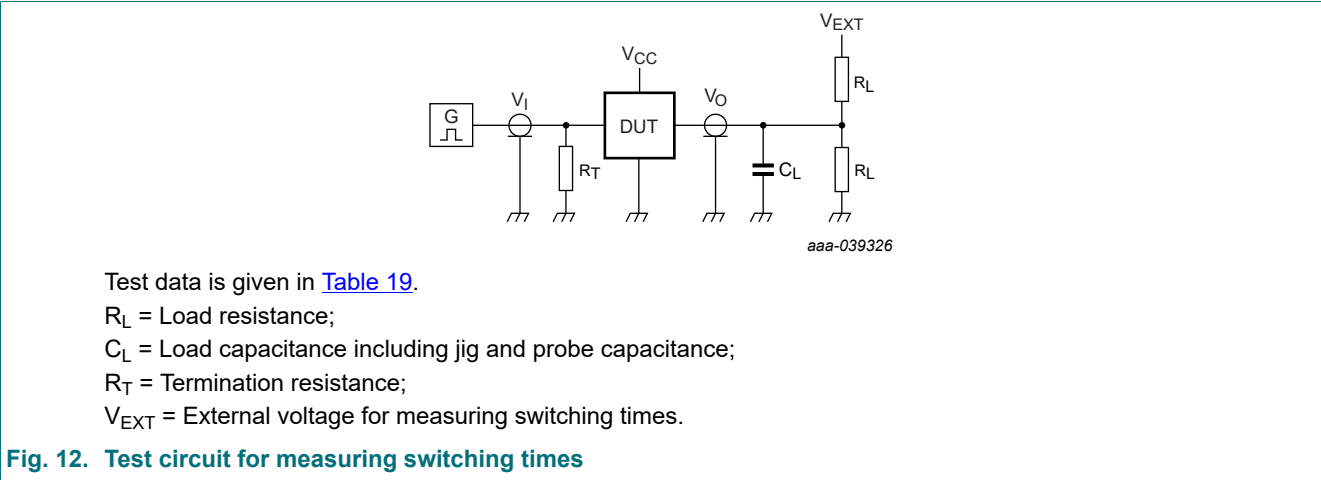 VEXT
RL
VCC
VI
VO
G
DUT
RT
CL
RL
aaa-039326
Test data is given in Table 19.
RL = Load resistance;
CL = Load capacitance including jig and probe capacitance;
RT = Termination resistance;
VEXT = External voltage for measuring switching times.
Fig. 12. Test circuit for measuring switching times